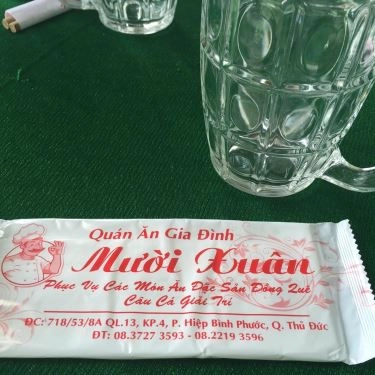 Quán Ăn Gia Đình
Mười Xuân
Phục Vụ Các Món Ăn Đặc Sản Đồng Quê
Câu Cá Giải Trí
ĐC: 718/53/8A QL.13, KP.4, P. Hiệp Bình Phước, Q. Thủ Đức
ĐT: 08.3727 3593 - 08.2219 3596